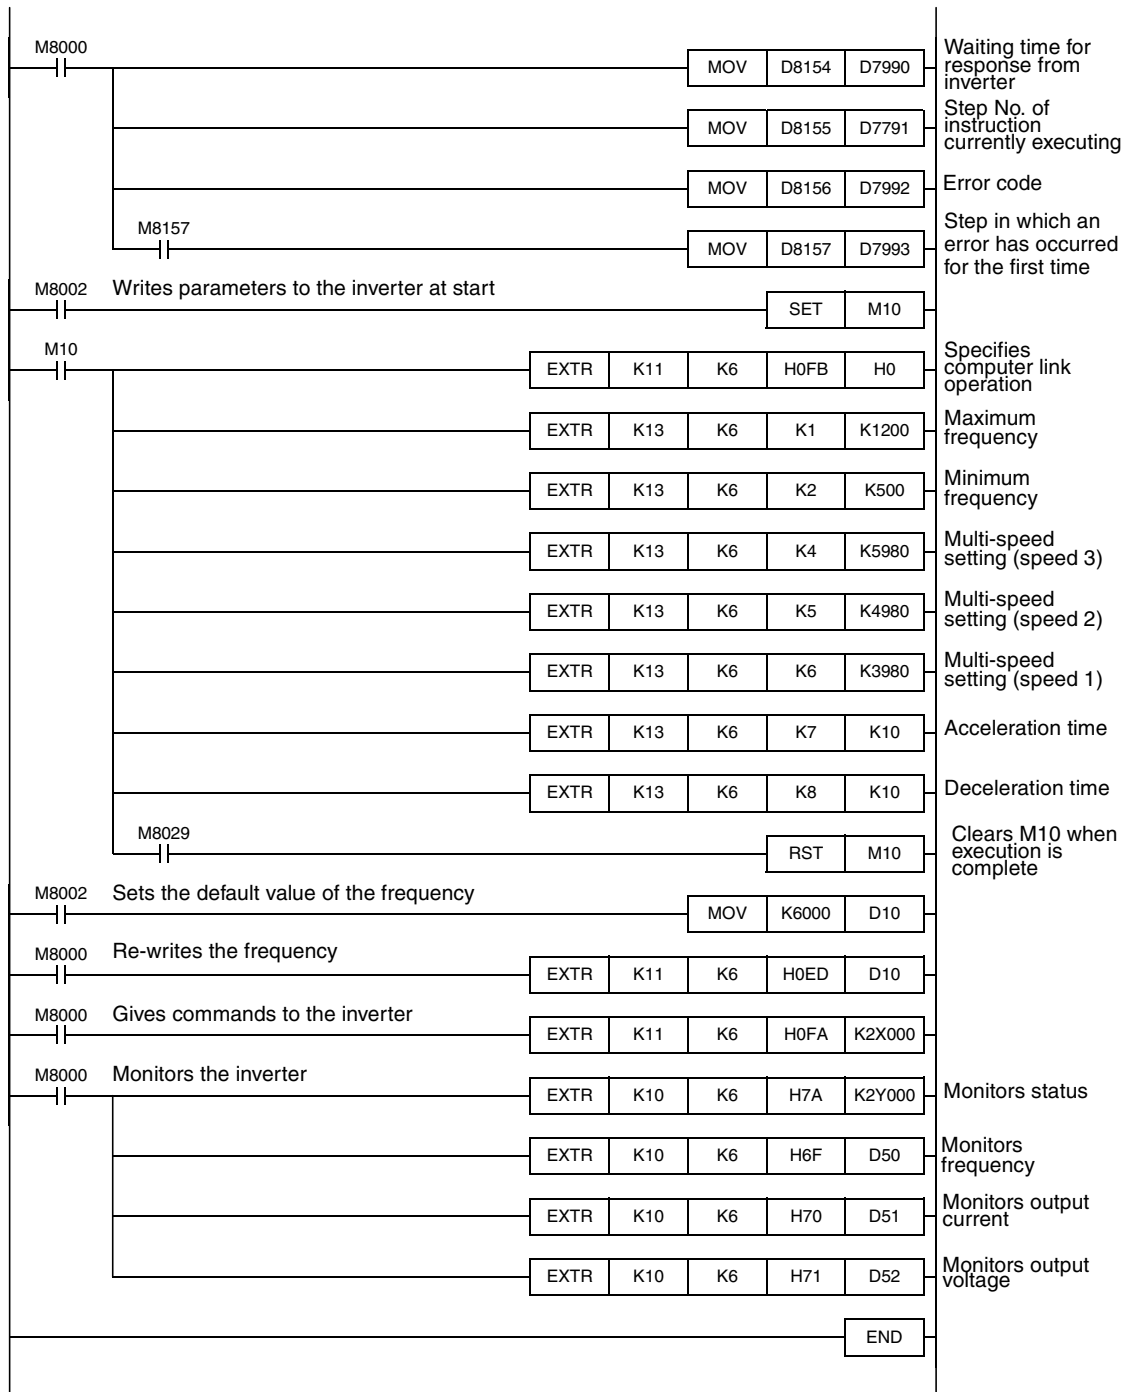 M8000
MOV D8154 D7990
Waiting time for
response from
inverter
MOV D8155 D7791
Step No. of
instruction
currently executing
MOV D8156 D7992
Error code
M8157
MOV D8157 D7993
Step in which an
error has occurred
for the first time
M8002 Writes parameters to the inverter at start
SET M10
M10
EXTR K11 K6 H0FB H0
Specifies
computer link
operation
EXTR K13 K6 K1 K1200
Maximum
frequency
EXTR K13 K6 K2 K500
Minimum
frequency
EXTR K13 K6 K4 K5980
Multi-speed
setting (speed 3)
EXTR K13 K6 K5 K4980
Multi-speed
setting (speed 2)
EXTR K13 K6 K6 K3980
Multi-speed
setting (speed 1)
EXTR K13 K6 K7 K10
Acceleration time
EXTR K13 K6 K8 K10
Deceleration time
M8029
RST M10
Clears M10 when
execution is
complete
M8002 Sets the default value of the frequency
MOV K6000 D10
M8000 Re-writes the frequency
EXTR K11 K6 H0ED D10
M8000 Gives commands to the inverter
EXTR K11 K6 H0FA K2X000
M8000 Monitors the inverter
EXTR K10 K6 H7A K2Y000
Monitors status
EXTR K10 K6 H6F D50
Monitors
frequency
EXTR K10 K6 H70 D51
Monitors output
current
EXTR K10 K6 H71 D52
Monitors output
voltage
END